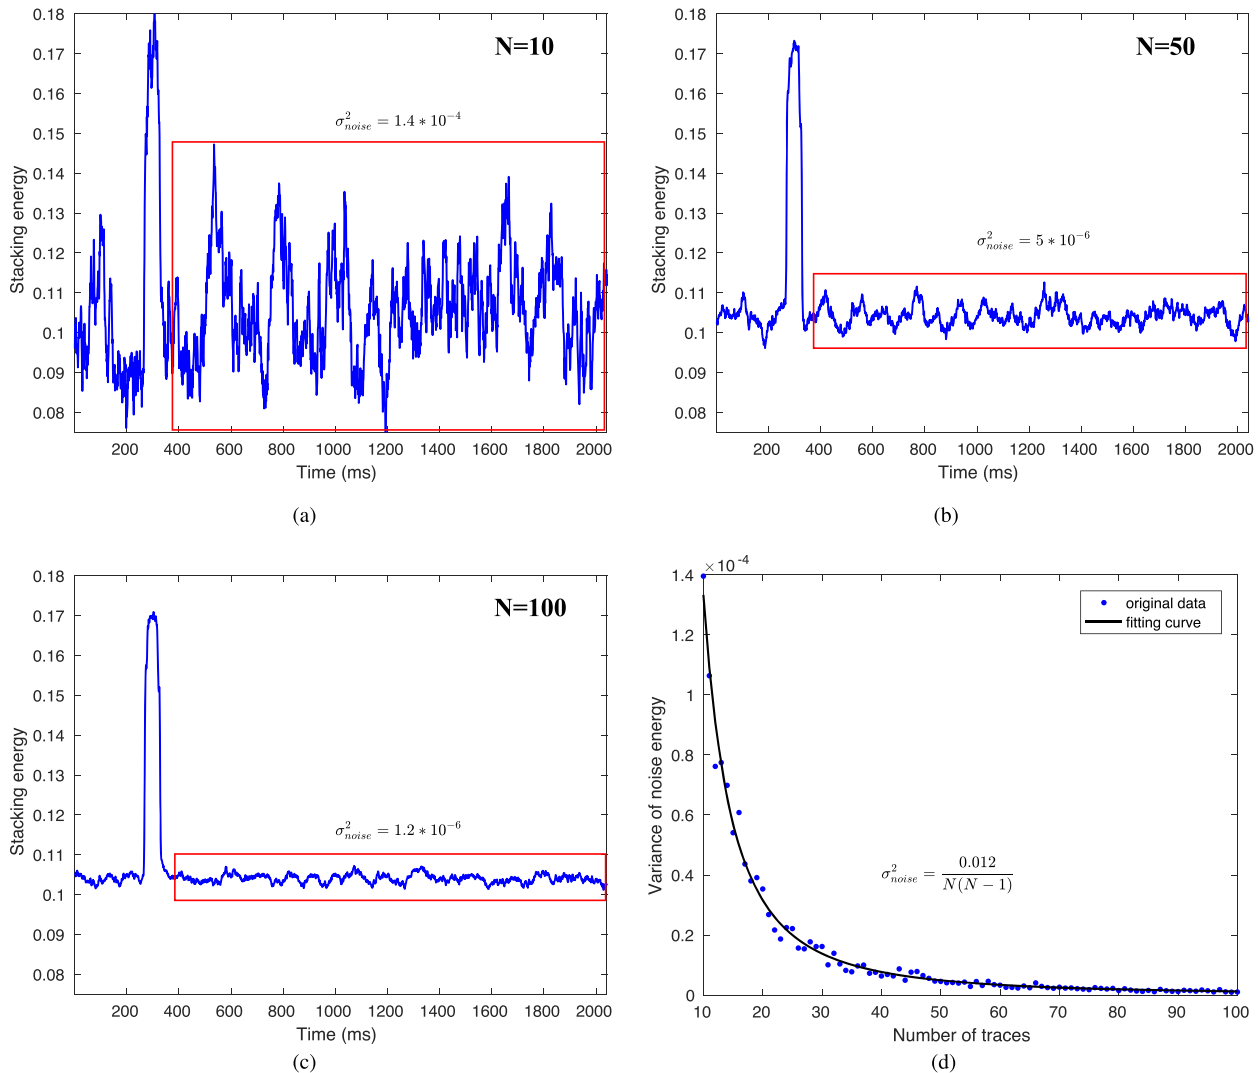 N=10
σ²noise = 1.4 * 10⁻⁴
Stacking energy
0.18
0.17
0.16
0.15
0.14
0.13
0.12
0.11
0.1
0.09
0.08
200 400 600 800 1000 1200 1400 1600 1800 2000
Time (ms)
(a)
N=50
σ²noise = 5 * 10⁻⁶
Stacking energy
0.18
0.17
0.16
0.15
0.14
0.13
0.12
0.11
0.1
0.09
0.08
200 400 600 800 1000 1200 1400 1600 1800 2000
Time (ms)
(b)
N=100
σ²noise = 1.2 * 10⁻⁶
Stacking energy
0.18
0.17
0.16
0.15
0.14
0.13
0.12
0.11
0.1
0.09
0.08
200 400 600 800 1000 1200 1400 1600 1800 2000
Time (ms)
(c)
×10⁻⁴
original data
fitting curve
σ²noise = 0.012 / N(N − 1)
Variance of noise energy
1.4
1.2
1
0.8
0.6
0.4
0.2
0
10 20 30 40 50 60 70 80 90 100
Number of traces
(d)